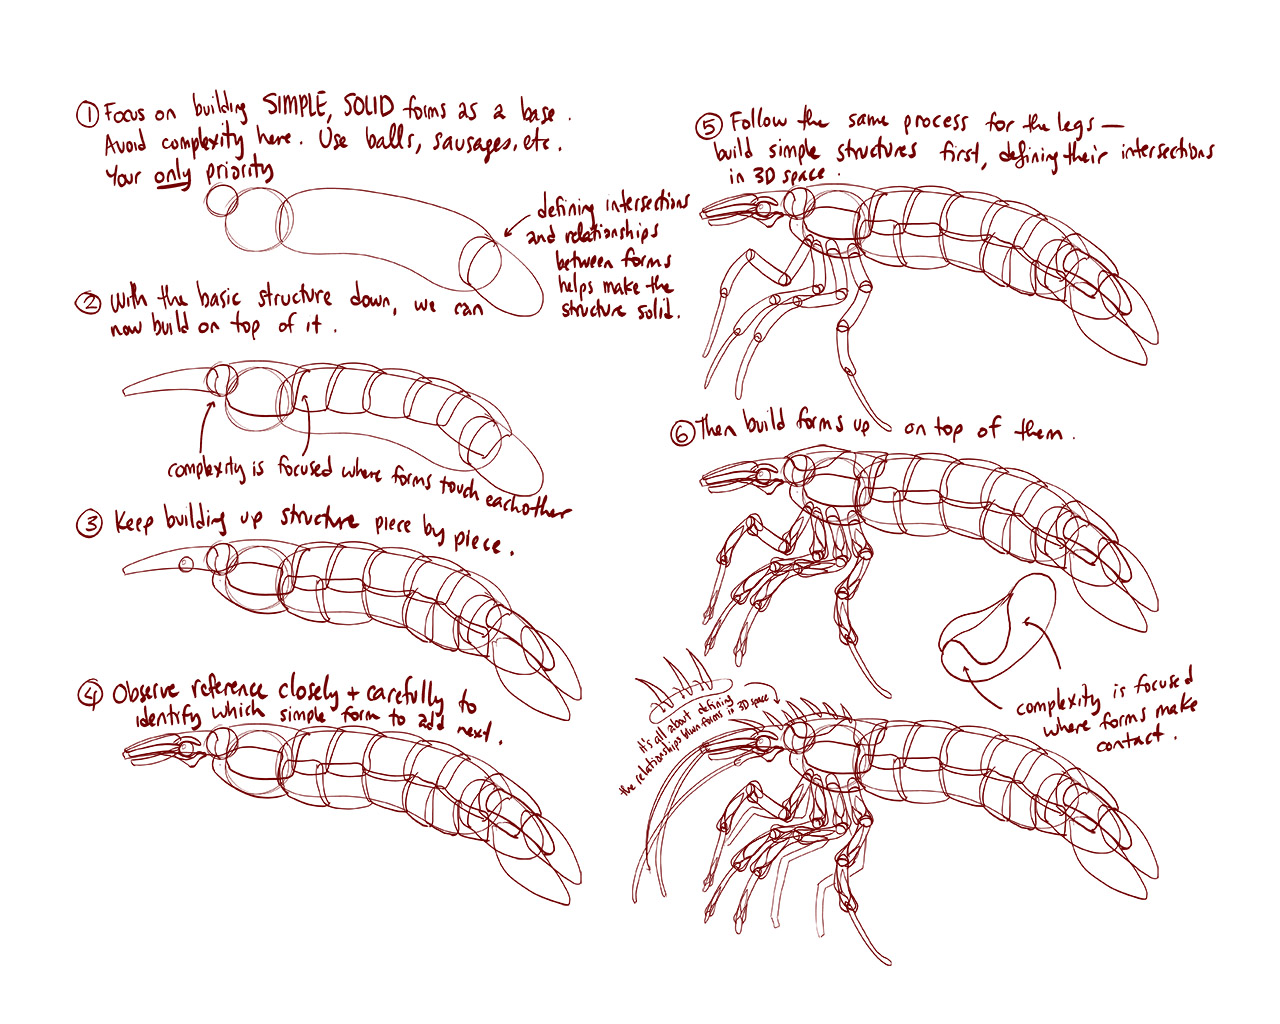 ① Focus on building SIMPLE, SOLID forms as a base.
Avoid complexity here. Use balls, sausages, etc.
Your only priority
defining intersections
and relationships
between forms
helps make the
structure solid.
② With the basic structure down, we can
now build on top of it.
complexity is focused where forms touch eachother
③ Keep building up structure piece by piece.
④ Observe reference closely + carefully to
identify which simple form to add next.
⑤ Follow the same process for the legs —
build simple structures first, defining their intersections
in 3D space.
⑥ Then build forms up on top of them.
complexity is focused
where forms make
contact.
It's all about defining
the relationships btwn forms in 3D space